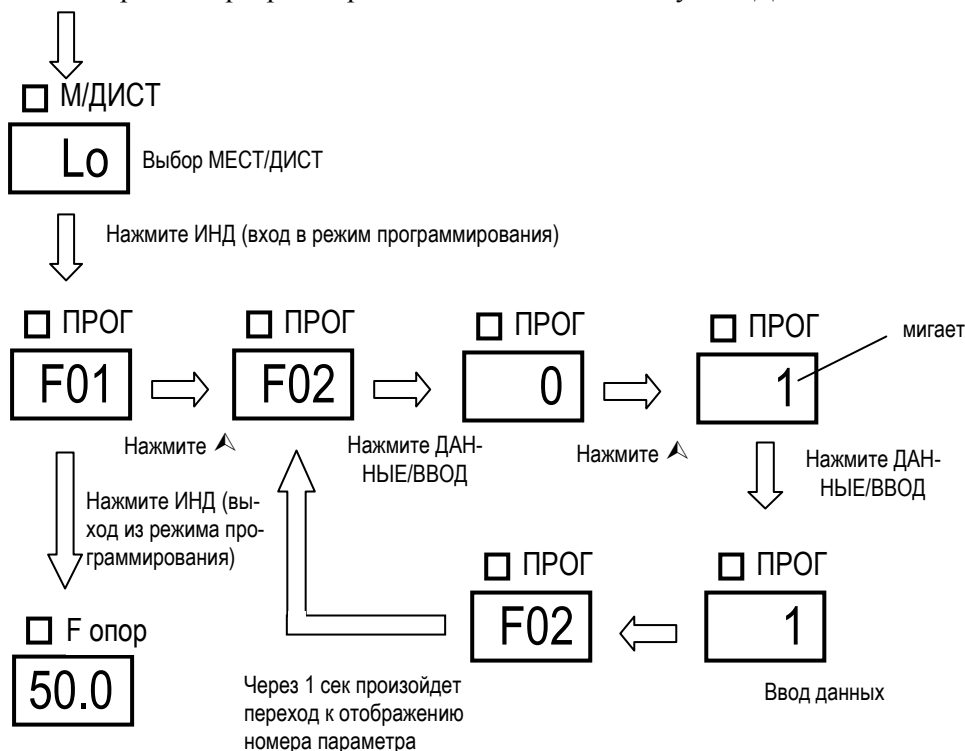 М/ДИСТ
Lo
Выбор МЕСТ/ДИСТ
Нажмите ИНД (вход в режим программирования)
ПРОГ
ПРОГ
ПРОГ
ПРОГ
мигает
F01
F02
0
1
Нажмите
Нажмите ДАН-
НЫЕ/ВВОД
Нажмите
Нажмите ДАН-
НЫЕ/ВВОД
Нажмите ИНД (вы-
ход из режима про-
граммирования)
ПРОГ
ПРОГ
F02
1
F опор
50.0
Через 1 сек произойдет
переход к отображению
номера параметра
Ввод данных